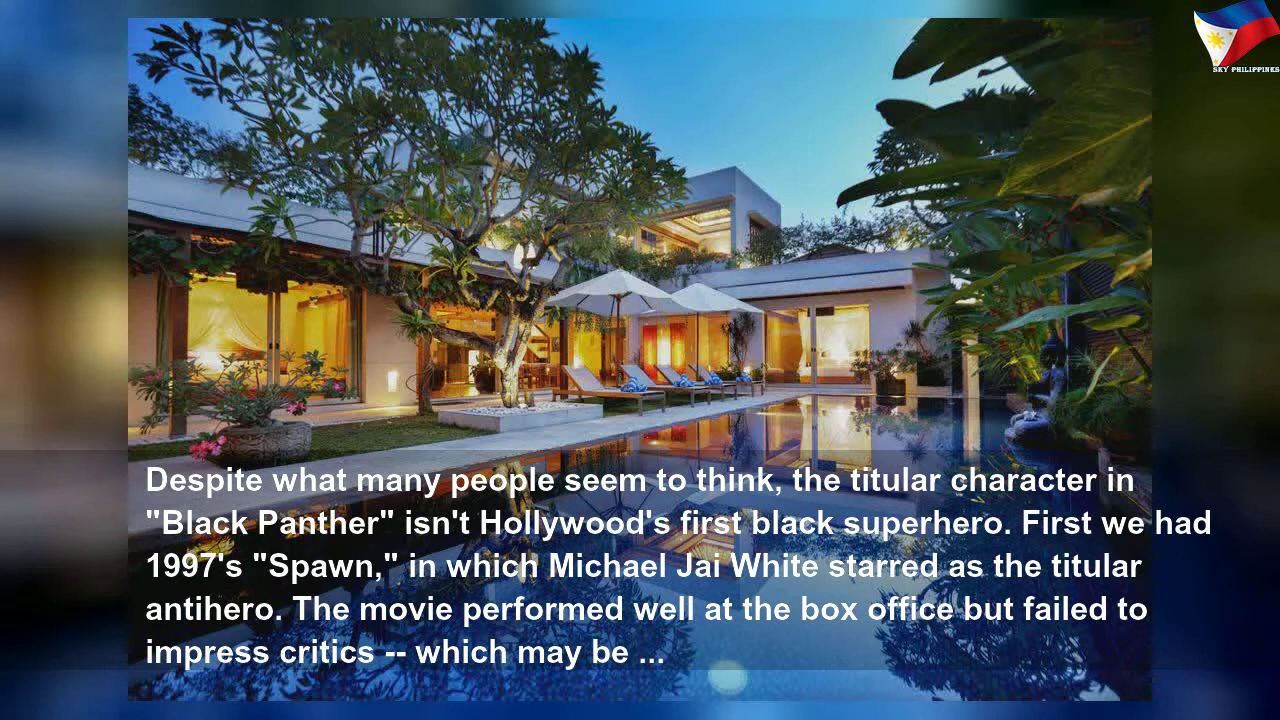 SKY PHILIPPINES
Despite what many people seem to think, the titular character in
"Black Panther" isn't Hollywood's first black superhero. First we had
1997's "Spawn," in which Michael Jai White starred as the titular
antihero. The movie performed well at the box office but failed to
impress critics -- which may be ...